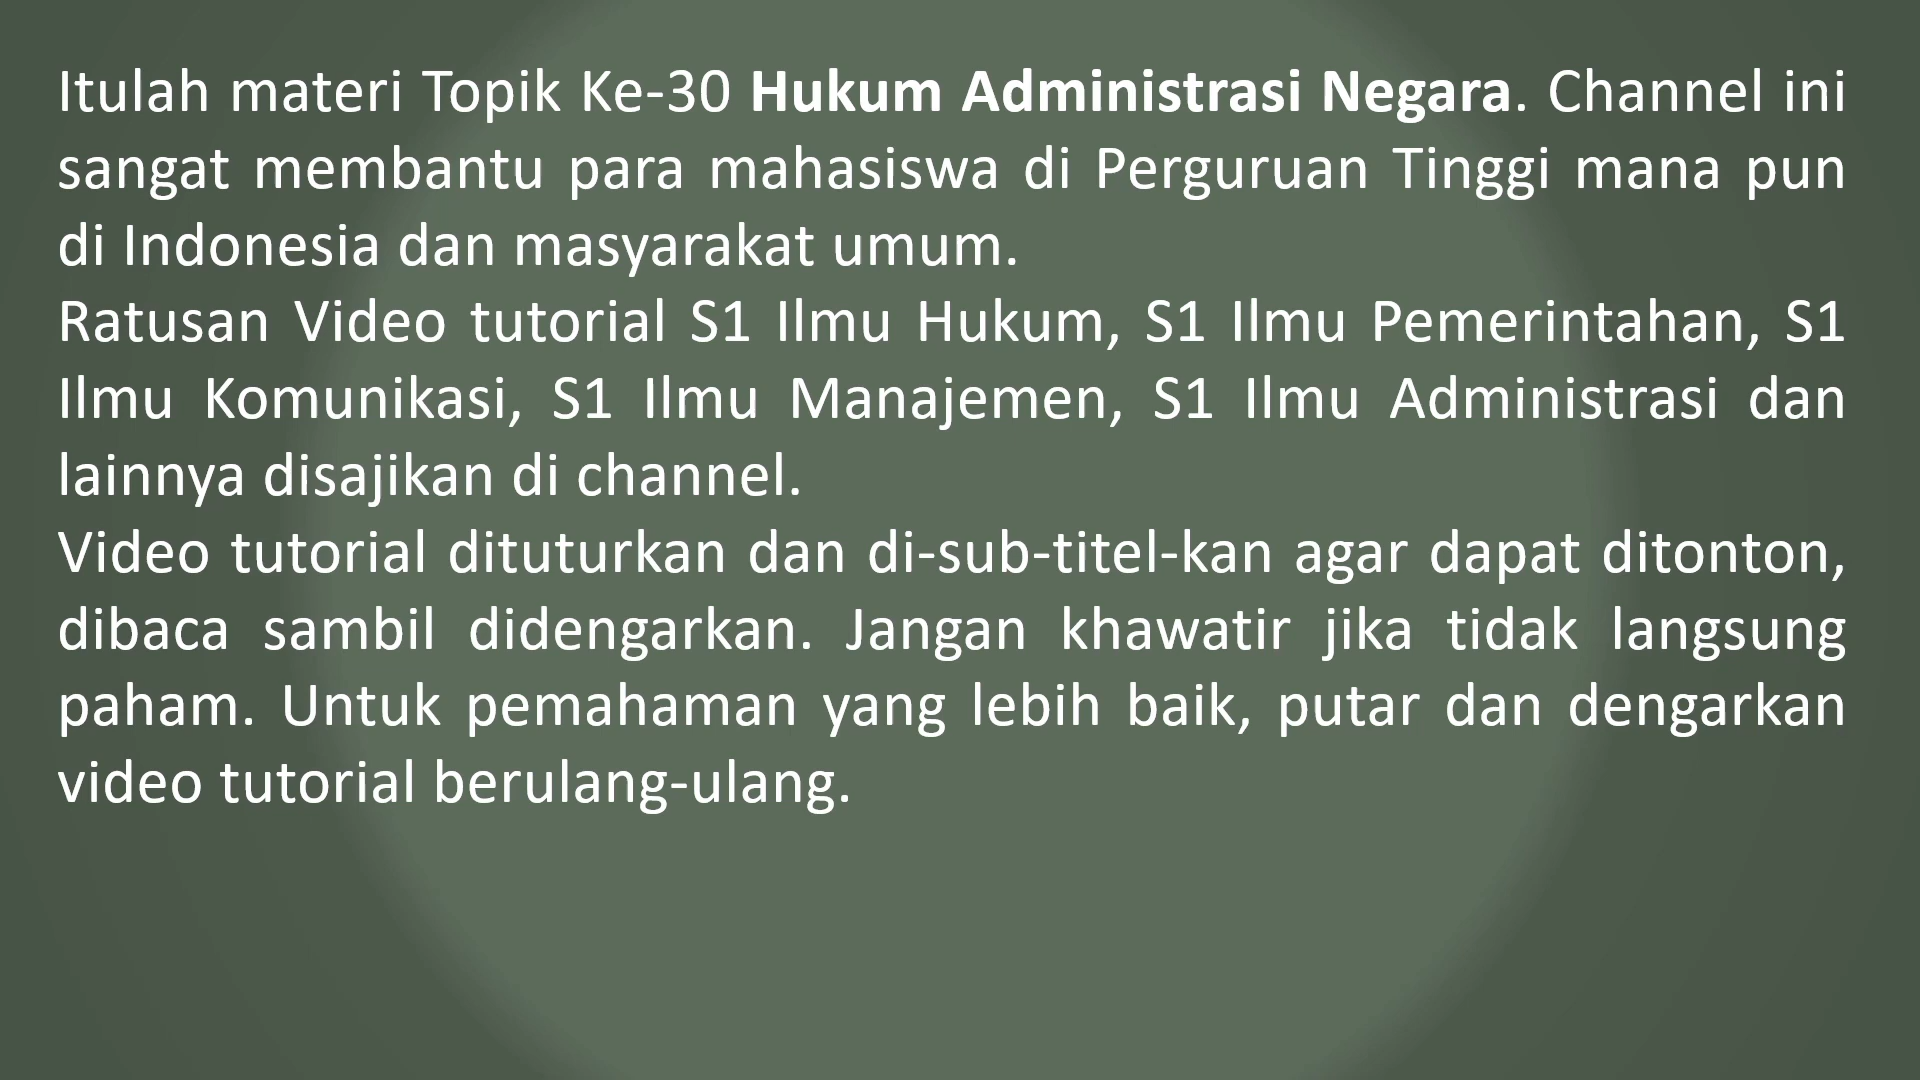 Itulah materi Topik Ke-30 Hukum Administrasi Negara. Channel ini
sangat membantu para mahasiswa di Perguruan Tinggi mana pun
di Indonesia dan masyarakat umum.
Ratusan Video tutorial S1 Ilmu Hukum, S1 Ilmu Pemerintahan, S1
Ilmu Komunikasi, S1 Ilmu Manajemen, S1 Ilmu Administrasi dan
lainnya disajikan di channel.
Video tutorial dituturkan dan di-sub-titel-kan agar dapat ditonton,
dibaca sambil didengarkan. Jangan khawatir jika tidak langsung
paham. Untuk pemahaman yang lebih baik, putar dan dengarkan
video tutorial berulang-ulang.